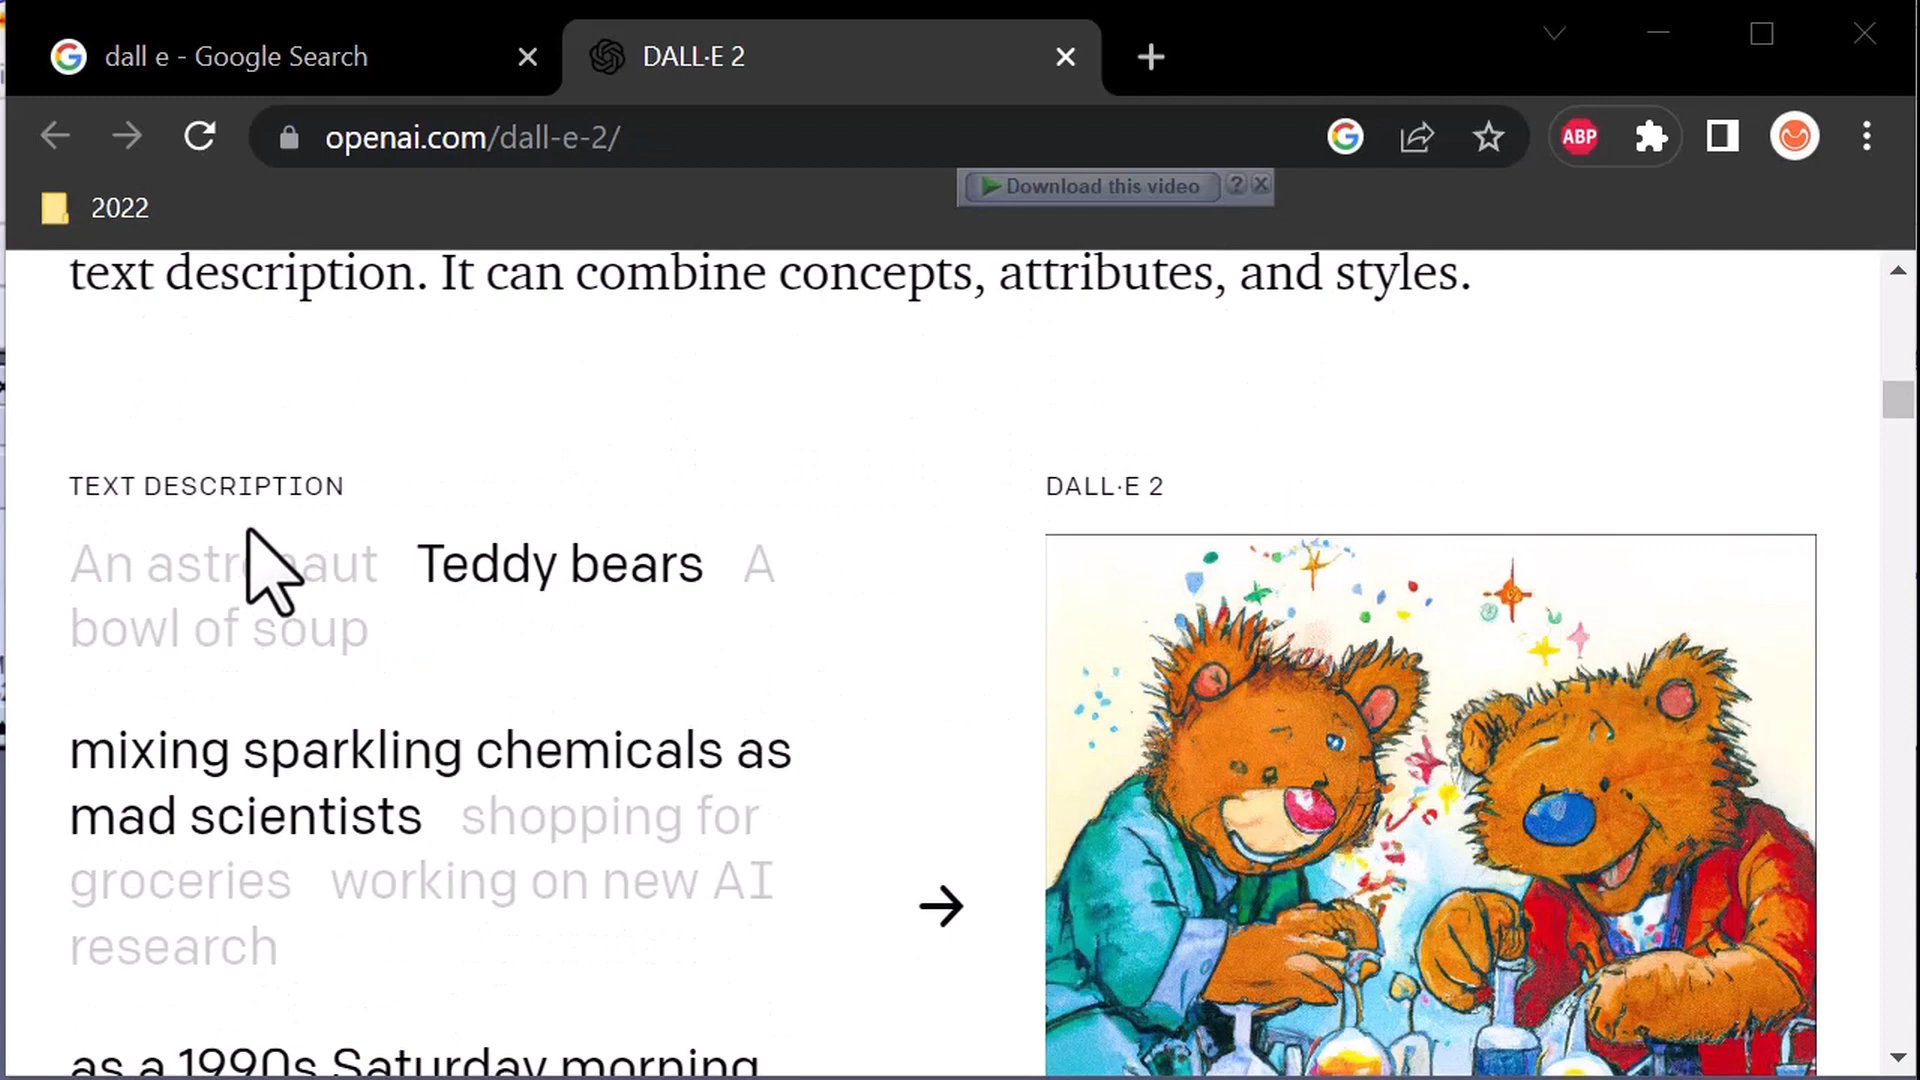 dall e - Google Search
DALL·E 2
openai.com/dall-e-2/
ABP
Download this video
2022
text description. It can combine concepts, attributes, and styles.
TEXT DESCRIPTION
DALL·E 2
An astronaut Teddy bears A
bowl of soup
mixing sparkling chemicals as
mad scientists shopping for
groceries working on new AI
research
as a 1990s Saturday morning